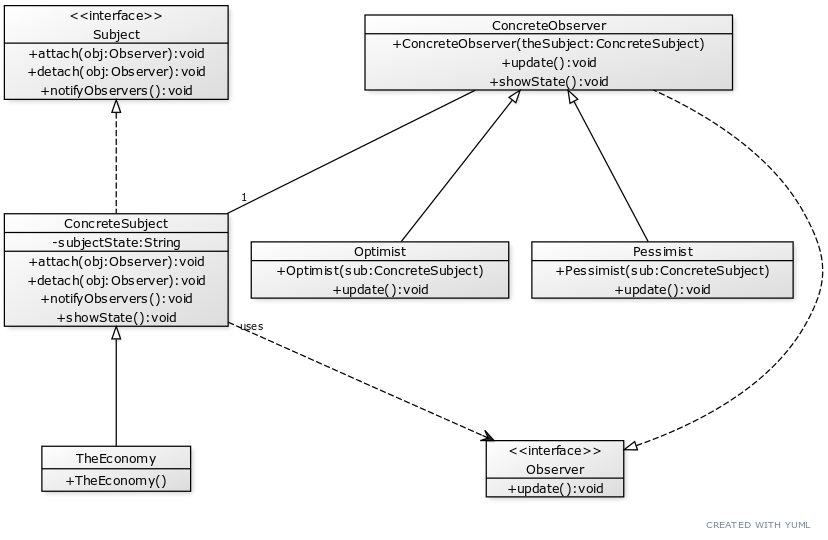 <<interface>>
Subject
+attach(obj:Observer):void
+detach(obj:Observer):void
+notifyObservers():void
ConcreteObserver
+ConcreteObserver(theSubject:ConcreteSubject)
+update():void
+showState():void
1
ConcreteSubject
-subjectState:String
+attach(obj:Observer):void
+detach(obj:Observer):void
+notifyObservers():void
+showState():void
Optimist
+Optimist(sub:ConcreteSubject)
+update():void
Pessimist
+Pessimist(sub:ConcreteSubject)
+update():void
uses
TheEconomy
+TheEconomy()
<<interface>>
Observer
+update():void
CREATED WITH YUML